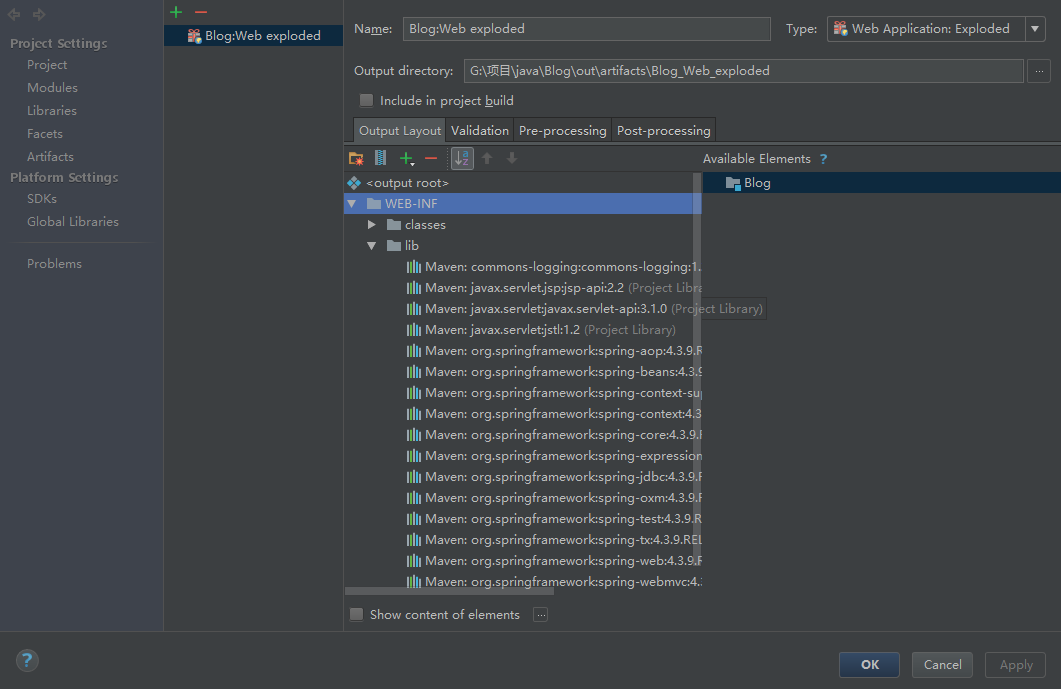 Project Settings
Project
Modules
Libraries
Facets
Artifacts
Platform Settings
SDKs
Global Libraries
Problems
Blog:Web exploded
Name: Blog:Web exploded
Type: Web Application: Exploded
Output directory: G:\项目\java\Blog\out\artifacts\Blog_Web_exploded
...
Include in project build
Output Layout Validation Pre-processing Post-processing
Available Elements ?
<output root>
WEB-INF
classes
lib
Maven: commons-logging:commons-logging:1.
Maven: javax.servlet.jsp:jsp-api:2.2 (Project Libra
Maven: javax.servlet:javax.servlet-api:3.1.0 (Project Library)
Maven: javax.servlet:jstl:1.2 (Project Library)
Maven: org.springframework:spring-aop:4.3.9.R
Maven: org.springframework:spring-beans:4.3.9
Maven: org.springframework:spring-context-sup
Maven: org.springframework:spring-context:4.3
Maven: org.springframework:spring-core:4.3.9.R
Maven: org.springframework:spring-expression
Maven: org.springframework:spring-jdbc:4.3.9.R
Maven: org.springframework:spring-oxm:4.3.9.R
Maven: org.springframework:spring-test:4.3.9.R
Maven: org.springframework:spring-tx:4.3.9.REL
Maven: org.springframework:spring-web:4.3.9.R
Maven: org.springframework:spring-webmvc:4.3
Blog
Show content of elements ...
?
OK Cancel Apply